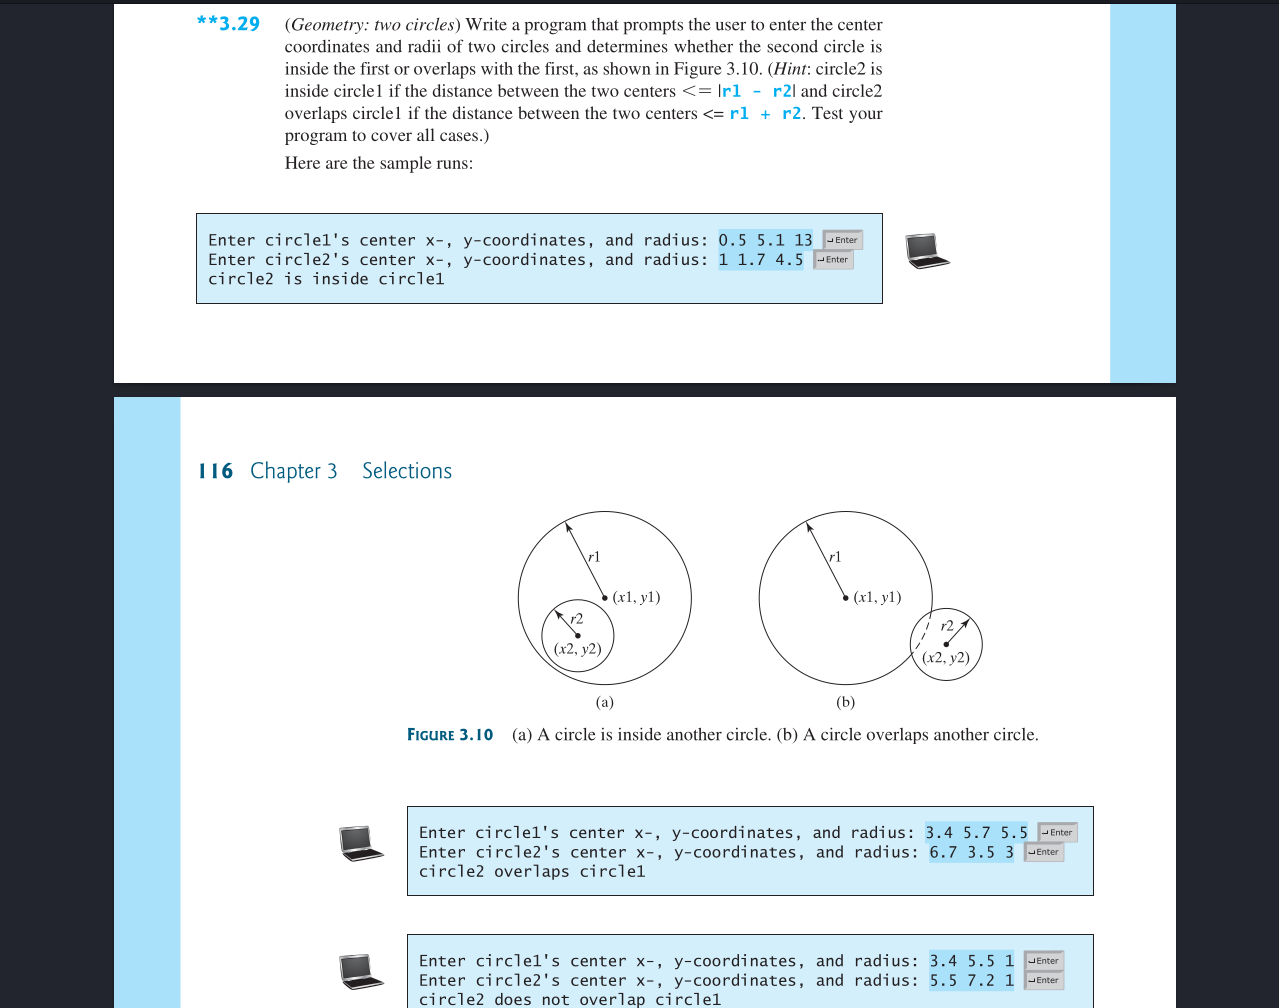 **3.29 (Geometry: two circles) Write a program that prompts the user to enter the center
coordinates and radii of two circles and determines whether the second circle is
inside the first or overlaps with the first, as shown in Figure 3.10. (Hint: circle2 is
inside circle1 if the distance between the two centers <= |r1 - r2| and circle2
overlaps circle1 if the distance between the two centers <= r1 + r2. Test your
program to cover all cases.)
Here are the sample runs:
Enter circle1's center x-, y-coordinates, and radius: 0.5 5.1 13 ↵Enter
Enter circle2's center x-, y-coordinates, and radius: 1 1.7 4.5 ↵Enter
circle2 is inside circle1
116 Chapter 3 Selections
r1
(x1, y1)
r2
(x2, y2)
(a)
r1
(x1, y1)
r2
(x2, y2)
(b)
FIGURE 3.10 (a) A circle is inside another circle. (b) A circle overlaps another circle.
Enter circle1's center x-, y-coordinates, and radius: 3.4 5.7 5.5 ↵Enter
Enter circle2's center x-, y-coordinates, and radius: 6.7 3.5 3 ↵Enter
circle2 overlaps circle1
Enter circle1's center x-, y-coordinates, and radius: 3.4 5.5 1 ↵Enter
Enter circle2's center x-, y-coordinates, and radius: 5.5 7.2 1 ↵Enter
circle2 does not overlap circle1